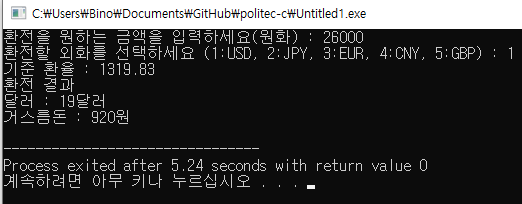 C:₩Users₩Bino₩Documents₩GitHub₩politec-c₩Untitled1.exe
환전을 원하는 금액을 입력하세요(원화) : 26000
환전할 외화를 선택하세요 (1:USD, 2:JPY, 3:EUR, 4:CNY, 5:GBP) : 1
기준 환율 : 1319.83
환전 결과
달러 : 19달러
거스름돈 : 920원
--------------------------------
Process exited after 5.24 seconds with return value 0
계속하려면 아무 키나 누르십시오 . . .